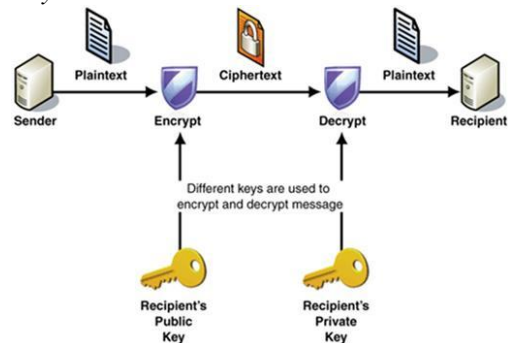 Plaintext
Ciphertext
Plaintext
Sender
Encrypt
Decrypt
Recipient
Different keys are used to
encrypt and decrypt message
Recipient's
Public
Key
Recipient's
Private
Key